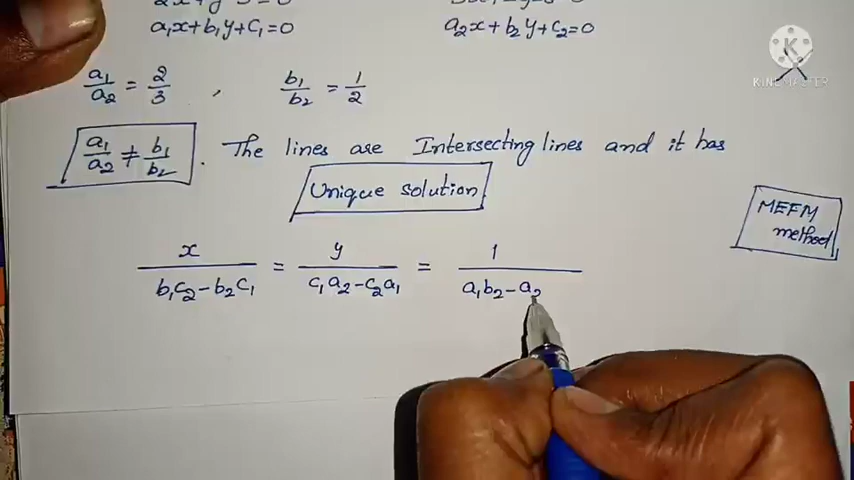 a₁x+b₁y+c₁=0 a₂x+b₂y+c₂=0
a₁/a₂ = 2/3 , b₁/b₂ = 1/2
a₁/a₂ ≠ b₁/b₂ . The lines are Intersecting lines and it has
Unique solution
MEFM
method
x/(b₁c₂-b₂c₁) = y/(c₁a₂-c₂a₁) = 1/(a₁b₂-a₂
KINEMASTER